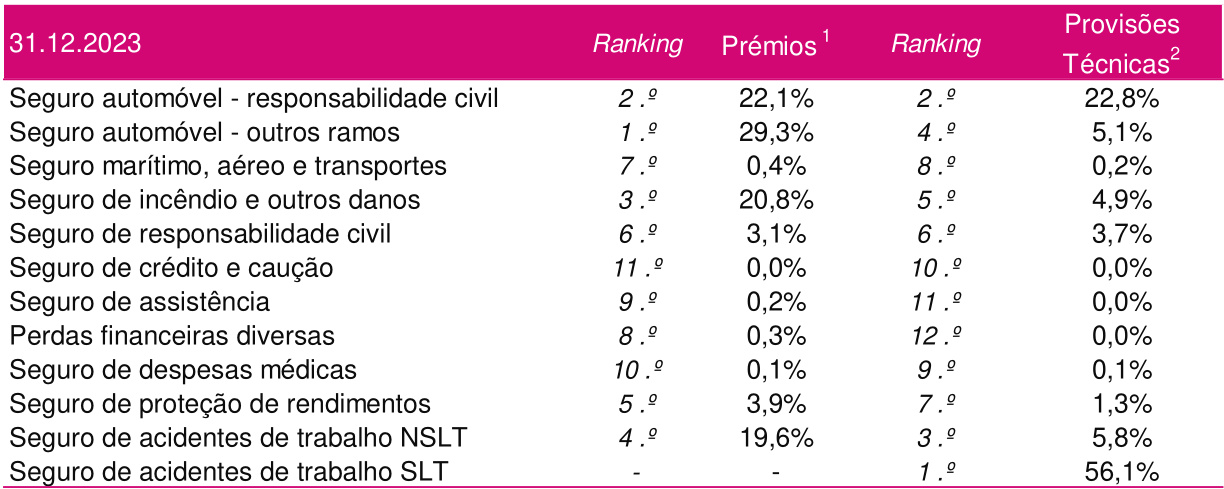 31.12.2023 Ranking Prémios1 Ranking Provisões Técnicas2
Seguro automóvel - responsabilidade civil 2.º 22,1% 2.º 22,8%
Seguro automóvel - outros ramos 1.º 29,3% 4.º 5,1%
Seguro marítimo, aéreo e transportes 7.º 0,4% 8.º 0,2%
Seguro de incêndio e outros danos 3.º 20,8% 5.º 4,9%
Seguro de responsabilidade civil 6.º 3,1% 6.º 3,7%
Seguro de crédito e caução 11.º 0,0% 10.º 0,0%
Seguro de assistência 9.º 0,2% 11.º 0,0%
Perdas financeiras diversas 8.º 0,3% 12.º 0,0%
Seguro de despesas médicas 10.º 0,1% 9.º 0,1%
Seguro de proteção de rendimentos 5.º 3,9% 7.º 1,3%
Seguro de acidentes de trabalho NSLT 4.º 19,6% 3.º 5,8%
Seguro de acidentes de trabalho SLT - - 1.º 56,1%